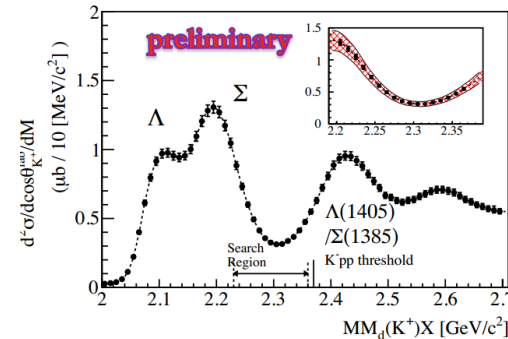 preliminary
d²σ/dcosθ_K⁺^lab/dM
(μb / 10 [MeV/c²])
2
1.5
1
0.5
0
Λ
Σ
1.5
1
0.5
0
2.2 2.25 2.3 2.35
Λ(1405)
/Σ(1385)
Search
Region
K⁻pp threshold
2 2.1 2.2 2.3 2.4 2.5 2.6 2.7
MM_d(K⁺)X [GeV/c²]